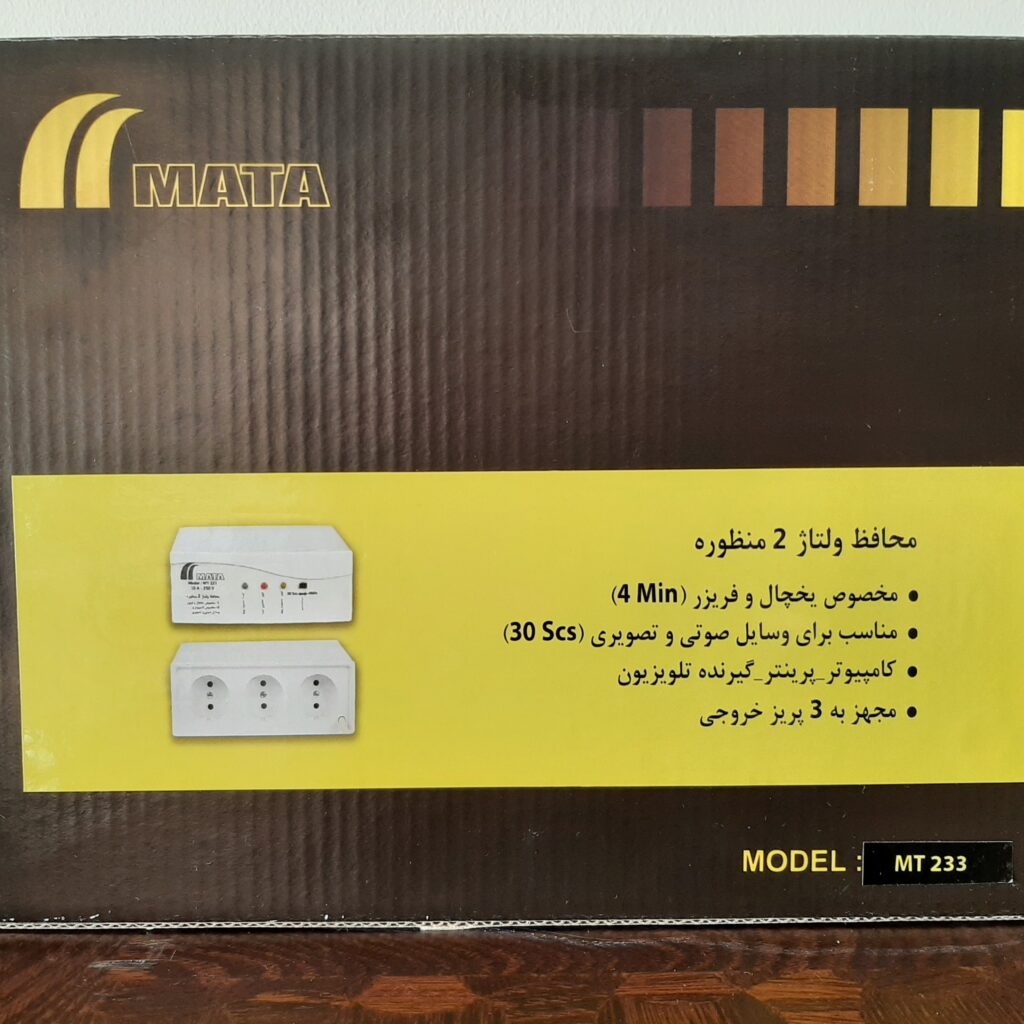 MATA
محافظ ولتاژ 2 منظوره
• مخصوص یخچال و فریزر (4 Min)
• مناسب برای وسایل صوتی و تصویری (30 Scs)
• کامپیوتر_پرینتر_گیرنده تلویزیون
• مجهز به 3 پریز خروجی
MATA
MODEL : MT 233